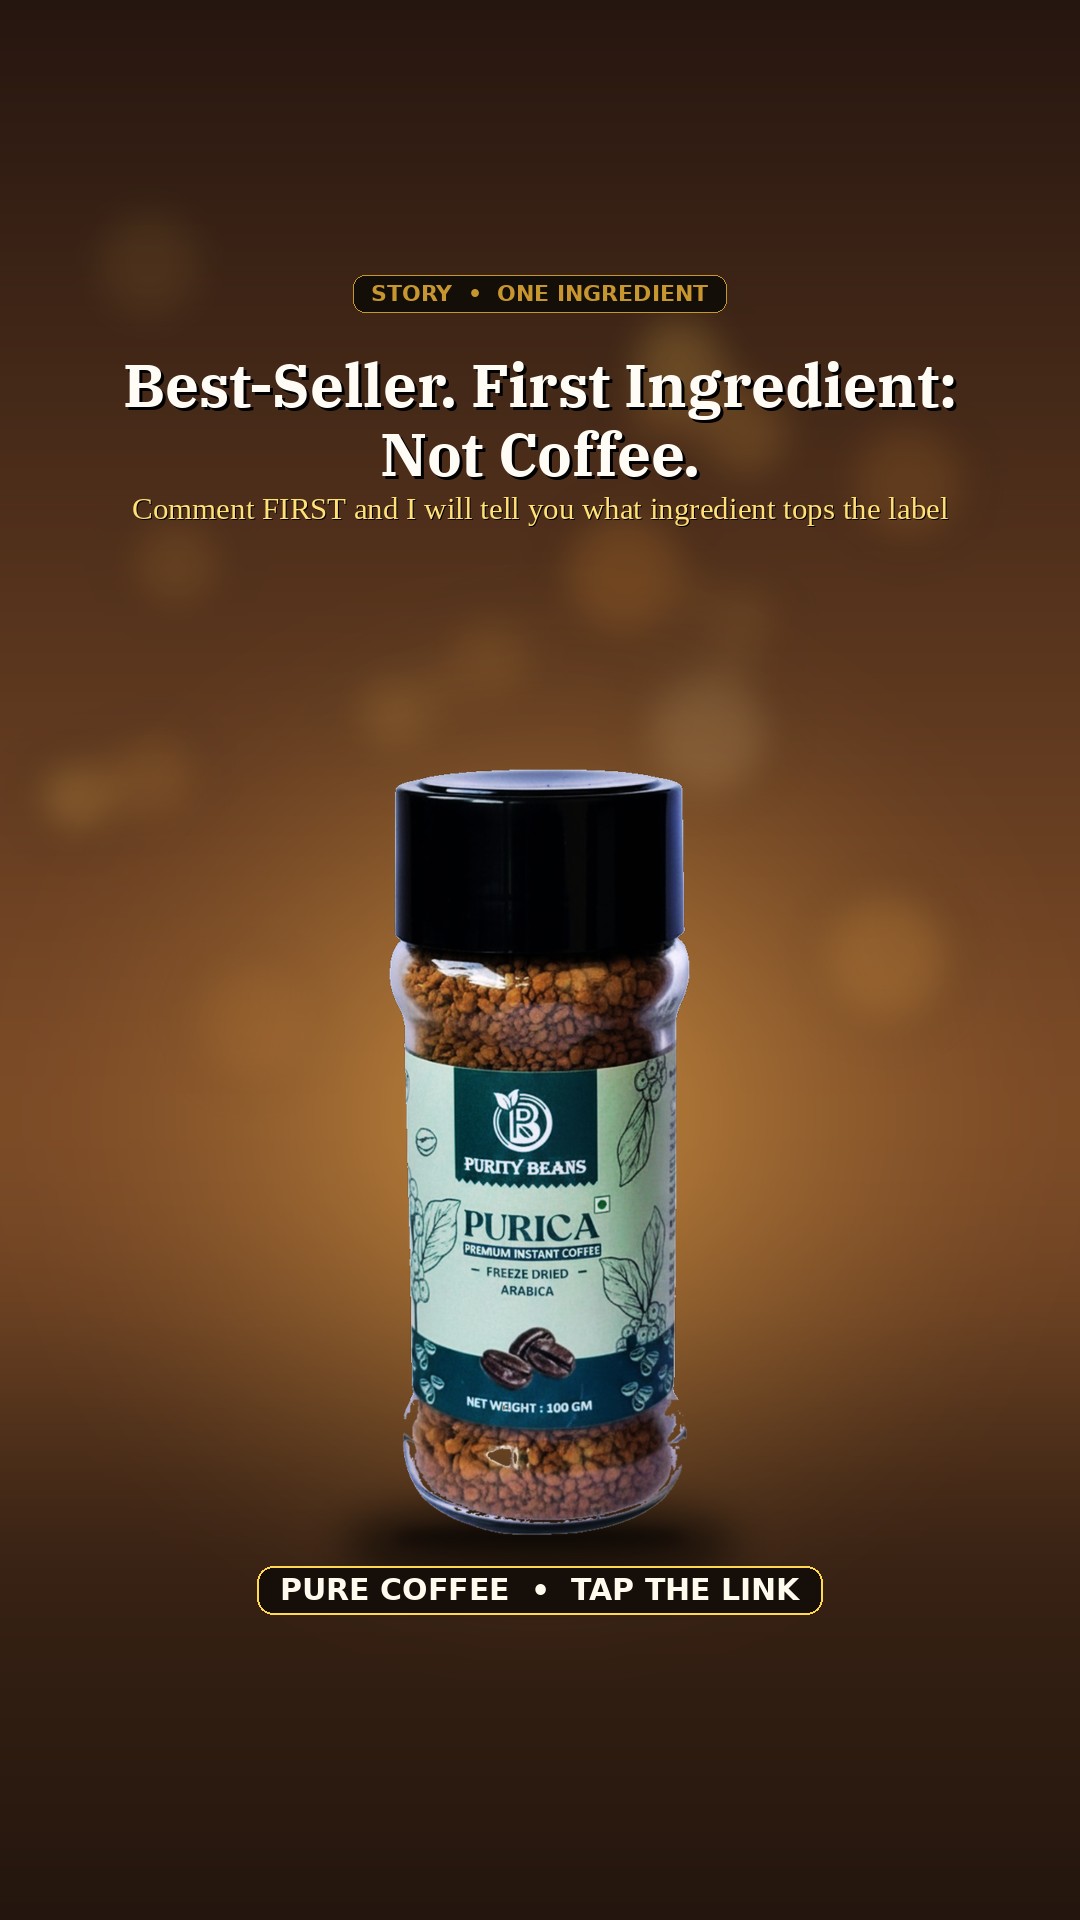 STORY • ONE INGREDIENT
Best-Seller. First Ingredient:
Not Coffee.
Comment FIRST and I will tell you what ingredient tops the label
PURITY BEANS
PURICA
PREMIUM INSTANT COFFEE
– FREEZE DRIED –
ARABICA
NET WEIGHT : 100 GM
PURE COFFEE • TAP THE LINK